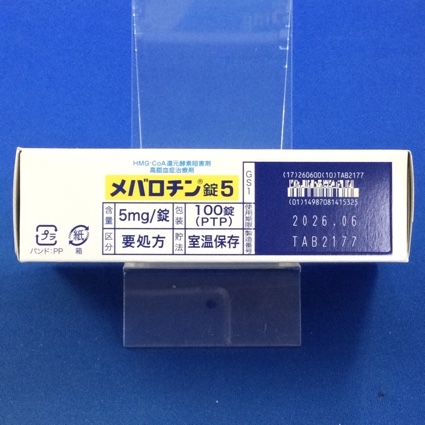 HMG-CoA還元酵素阻害剤
高脂血症治療剤
メバロチン®錠5
含量 5mg/錠 包装 100錠(PTP)
区分 要処方 貯法 室温保存
プラ
バンド:PP
紙
箱
GS1
使用期限
製造番号
(17)260600(10)TAB2177
(01)14987081415325
2026.06
TAB2177